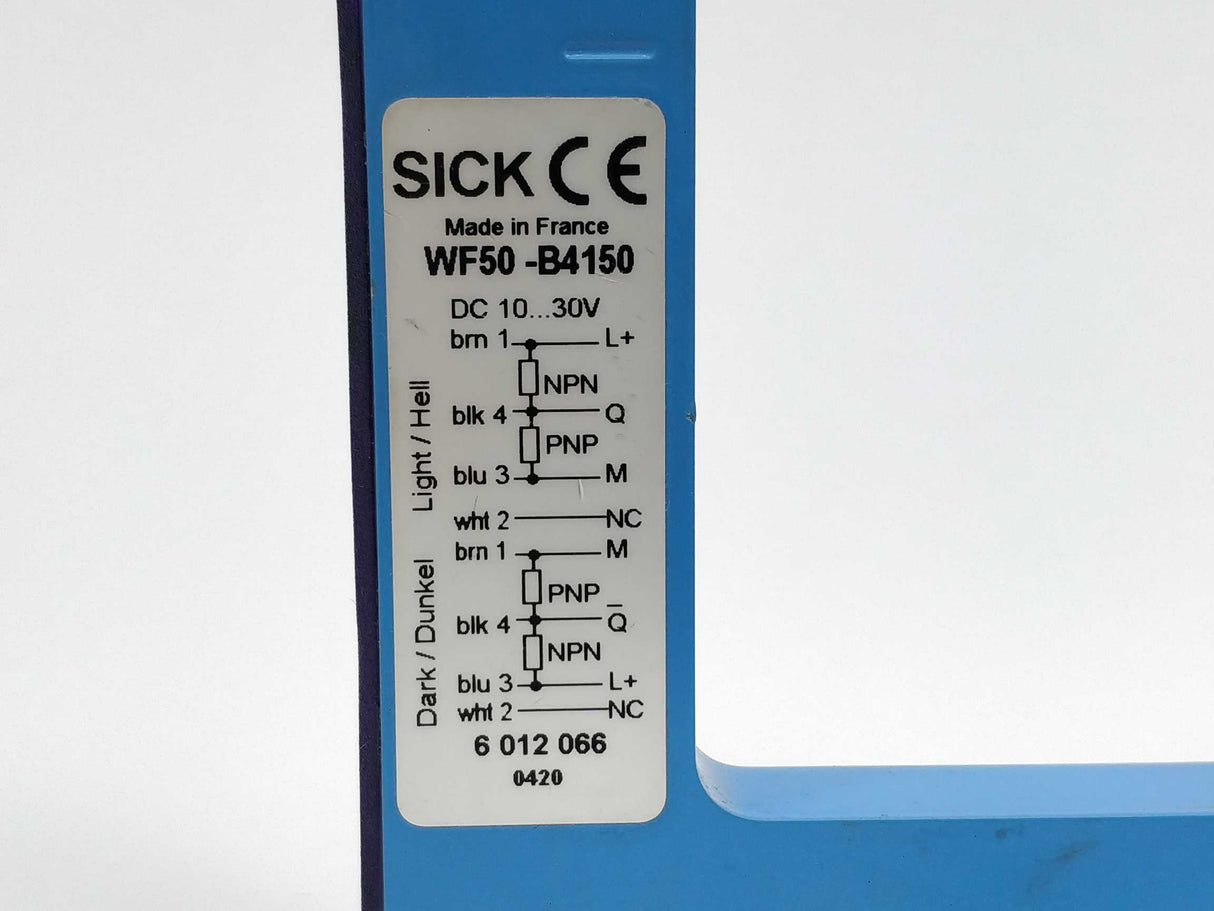 SICK CE
Made in France
WF50 -B4150
DC 10...30V
Light / Hell
brn 1 L+
NPN
blk 4 Q
PNP
blu 3 M
wht 2 NC
Dark / Dunkel
brn 1 M
PNP
blk 4 Q̅
NPN
blu 3 L+
wht 2 NC
6 012 066
0420